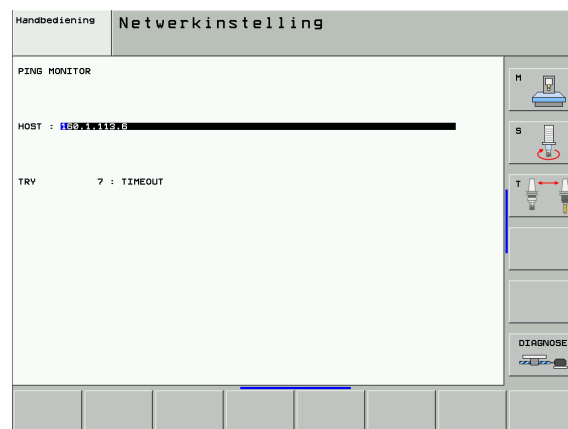 Handbediening
Netwerkinstelling
PING MONITOR
HOST : 160.1.113.6
TRY 7 : TIMEOUT
M
S
T
DIAGNOSE